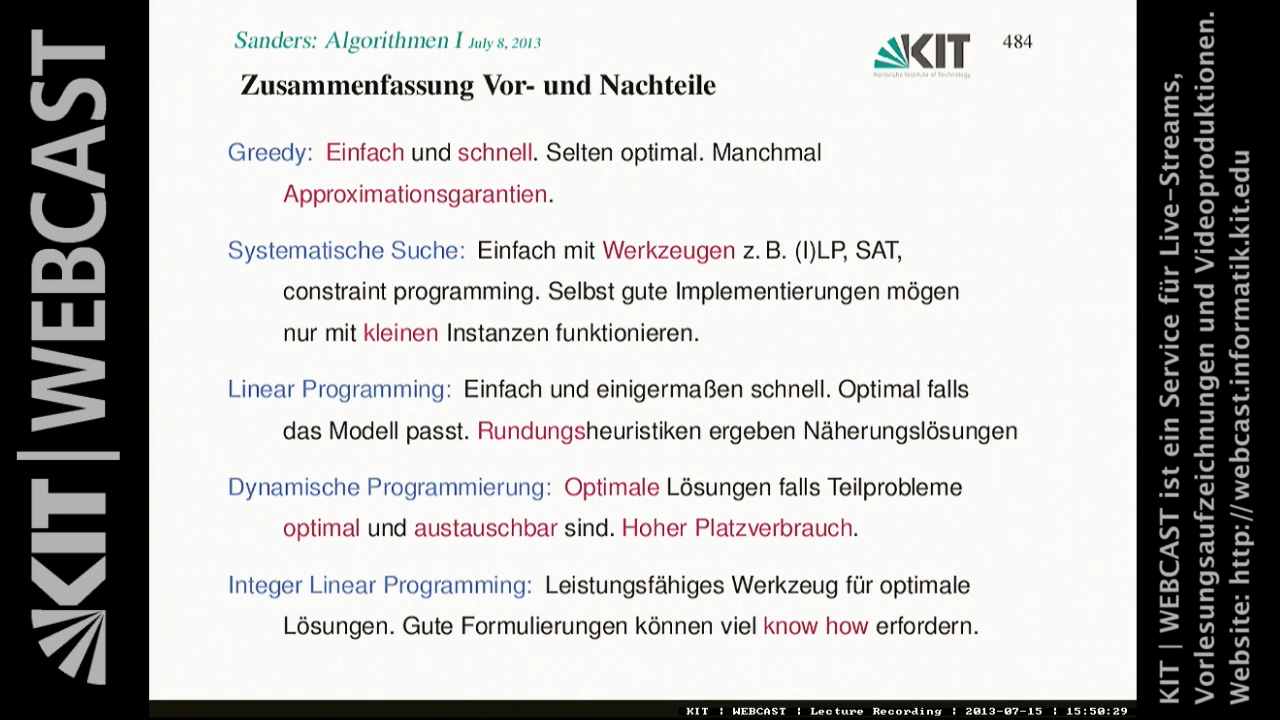 KIT | WEBCAST
Sanders: Algorithmen I July 8, 2013
KIT
Karlsruhe Institute of Technology
484
Zusammenfassung Vor- und Nachteile
Greedy: Einfach und schnell. Selten optimal. Manchmal
Approximationsgarantien.
Systematische Suche: Einfach mit Werkzeugen z. B. (I)LP, SAT,
constraint programming. Selbst gute Implementierungen mögen
nur mit kleinen Instanzen funktionieren.
Linear Programming: Einfach und einigermaßen schnell. Optimal falls
das Modell passt. Rundungsheuristiken ergeben Näherungslösungen
Dynamische Programmierung: Optimale Lösungen falls Teilprobleme
optimal und austauschbar sind. Hoher Platzverbrauch.
Integer Linear Programming: Leistungsfähiges Werkzeug für optimale
Lösungen. Gute Formulierungen können viel know how erfordern.
KIT | WEBCAST | Lecture Recording | 2013-07-15 | 15:50:29
KIT | WEBCAST ist ein Service für Live-Streams,
Vorlesungsaufzeichnungen und Videoproduktionen.
Website: http://webcast.informatik.kit.edu